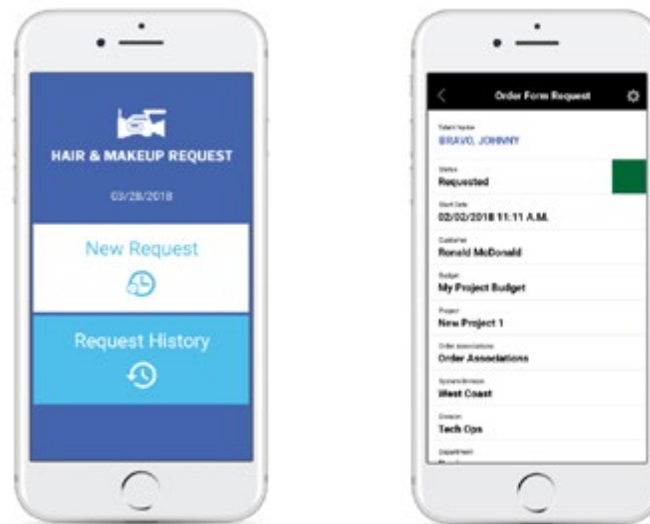 HAIR & MAKEUP REQUEST
03/28/2018
New Request
Request History
Order Form Request
Talent Name
BRAVO, JOHNNY
Status
Requested
Start Date
02/02/2018 11:11 A.M.
Customer
Ronald McDonald
Budget
My Project Budget
Project
New Project 1
Order associations
Order Associations
System Division
West Coast
Division
Tech Ops
Department